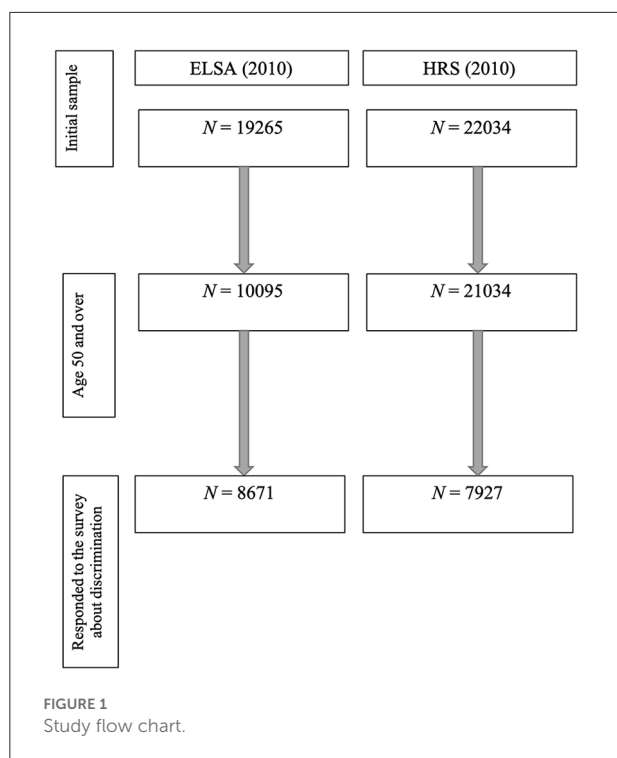 ELSA (2010)
HRS (2010)
Initial sample
N = 19265
N = 22034
Age 50 and over
N = 10095
N = 21034
Responded to the survey
about discrimination
N = 8671
N = 7927
FIGURE 1
Study flow chart.